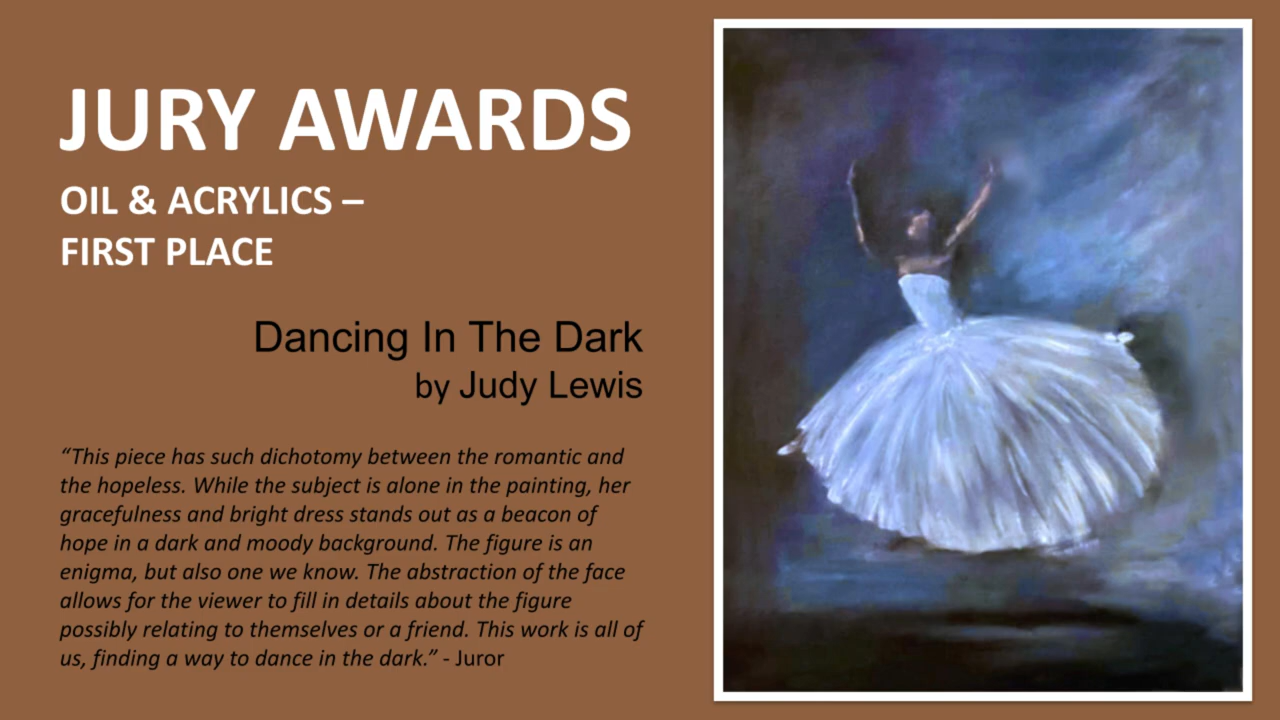 JURY AWARDS
OIL & ACRYLICS –
FIRST PLACE
Dancing In The Dark
by Judy Lewis
“This piece has such dichotomy between the romantic and
the hopeless. While the subject is alone in the painting, her
gracefulness and bright dress stands out as a beacon of
hope in a dark and moody background. The figure is an
enigma, but also one we know. The abstraction of the face
allows for the viewer to fill in details about the figure
possibly relating to themselves or a friend. This work is all of
us, finding a way to dance in the dark.” - Juror